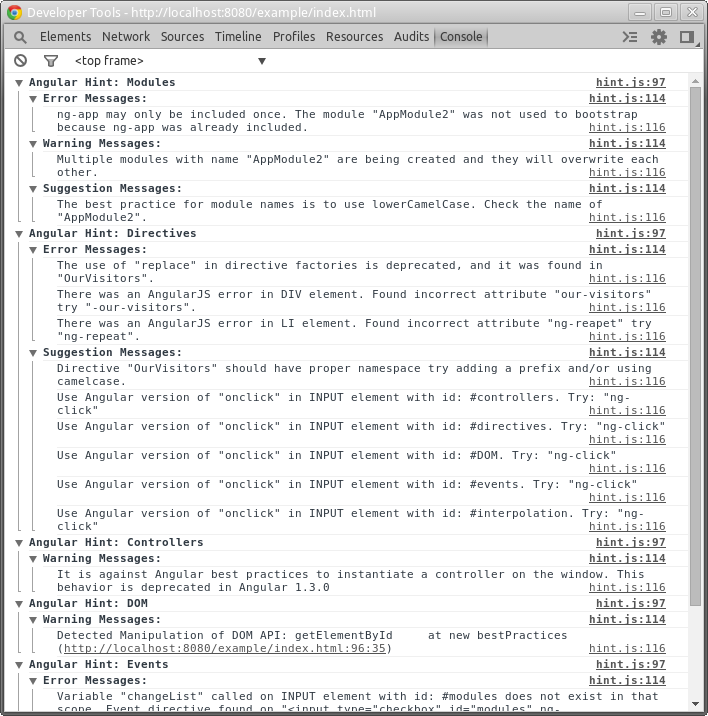 Developer Tools - http://localhost:8080/example/index.html
Elements Network Sources Timeline Profiles Resources Audits Console
<top frame>
Angular Hint: Modules hint.js:97
Error Messages: hint.js:114
ng-app may only be included once. The module "AppModule2" was not used to bootstrap
because ng-app was already included. hint.js:116
Warning Messages: hint.js:114
Multiple modules with name "AppModule2" are being created and they will overwrite each
other. hint.js:116
Suggestion Messages: hint.js:114
The best practice for module names is to use lowerCamelCase. Check the name of
"AppModule2". hint.js:116
Angular Hint: Directives hint.js:97
Error Messages: hint.js:114
The use of "replace" in directive factories is deprecated, and it was found in
"OurVisitors". hint.js:116
There was an AngularJS error in DIV element. Found incorrect attribute "our-visitors"
try "-our-visitors". hint.js:116
There was an AngularJS error in LI element. Found incorrect attribute "ng-reapet" try
"ng-repeat". hint.js:116
Suggestion Messages: hint.js:114
Directive "OurVisitors" should have proper namespace try adding a prefix and/or using
camelcase. hint.js:116
Use Angular version of "onclick" in INPUT element with id: #controllers. Try: "ng-
click" hint.js:116
Use Angular version of "onclick" in INPUT element with id: #directives. Try: "ng-click"
hint.js:116
Use Angular version of "onclick" in INPUT element with id: #DOM. Try: "ng-click"
hint.js:116
Use Angular version of "onclick" in INPUT element with id: #events. Try: "ng-click"
hint.js:116
Use Angular version of "onclick" in INPUT element with id: #interpolation. Try: "ng-
click" hint.js:116
Angular Hint: Controllers hint.js:97
Warning Messages: hint.js:114
It is against Angular best practices to instantiate a controller on the window. This
behavior is deprecated in Angular 1.3.0 hint.js:116
Angular Hint: DOM hint.js:97
Warning Messages: hint.js:114
Detected Manipulation of DOM API: getElementById at new bestPractices
(http://localhost:8080/example/index.html:96:35) hint.js:116
Angular Hint: Events hint.js:97
Error Messages: hint.js:114
Variable "changeList" called on INPUT element with id: #modules does not exist in that
scope. Event directive found on "<input type="checkbox" id="modules" ng-